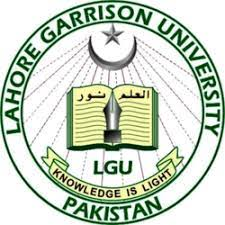 LAHORE GARRISON UNIVERSITY
العلم نور
LGU
KNOWLEDGE IS LIGHT
PAKISTAN